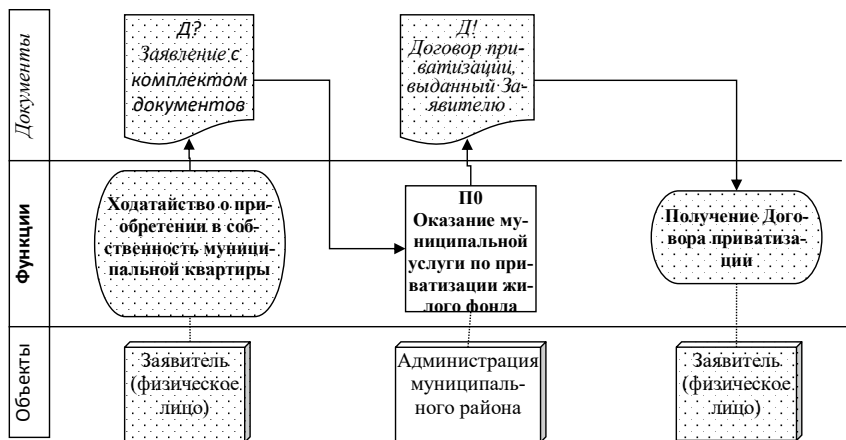 Документы
Д?
Заявление с
комплектом
документов
Д!
Договор при-
ватизации,
выданный За-
явителю
Функции
Ходатайство о при-
обретении в соб-
ственность муници-
пальной квартиры
П0
Оказание му-
ниципальной
услуги по при-
ватизации жи-
лого фонда
Получение Дого-
вора приватиза-
ции
Объекты
Заявитель
(физическое
лицо)
Администрация
муниципаль-
ного района
Заявитель
(физическое
лицо)